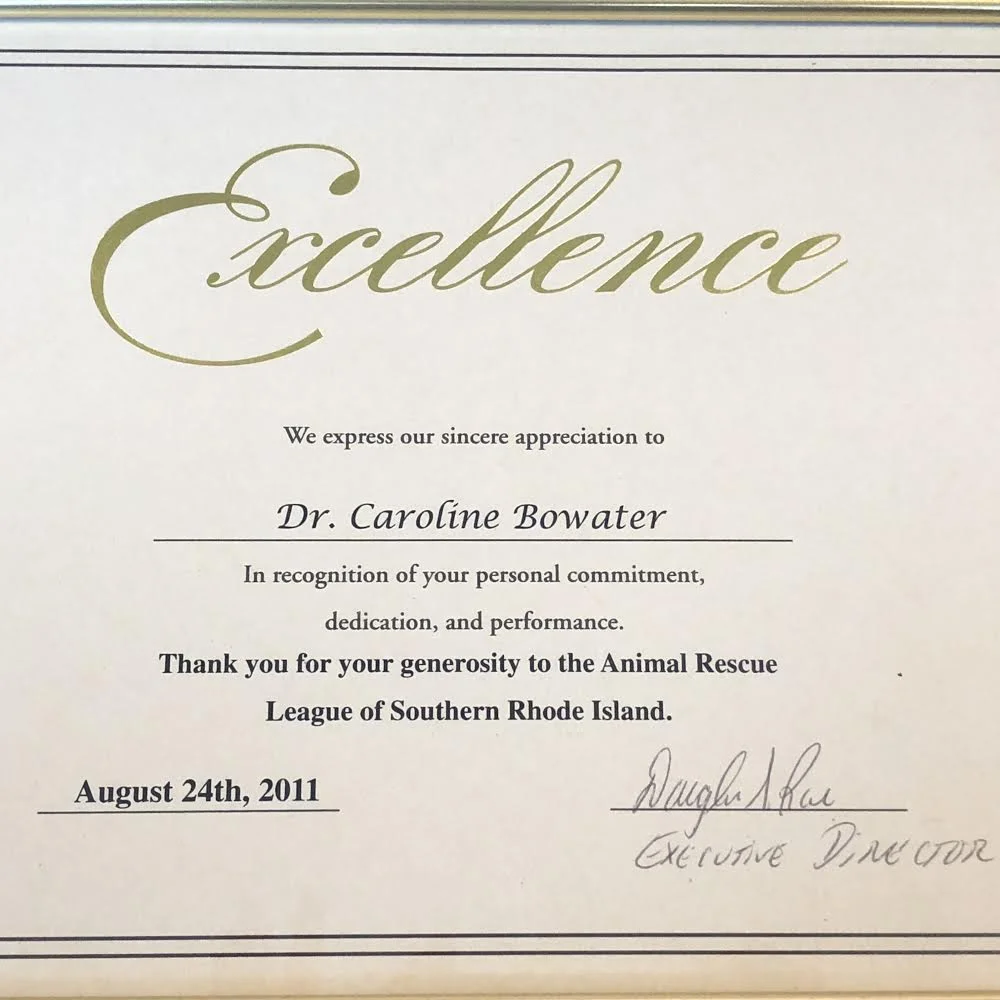 Excellence
We express our sincere appreciation to
Dr. Caroline Bowater
In recognition of your personal commitment,
dedication, and performance.
Thank you for your generosity to the Animal Rescue
League of Southern Rhode Island.
August 24th, 2011
EXECUTIVE DIRECTOR